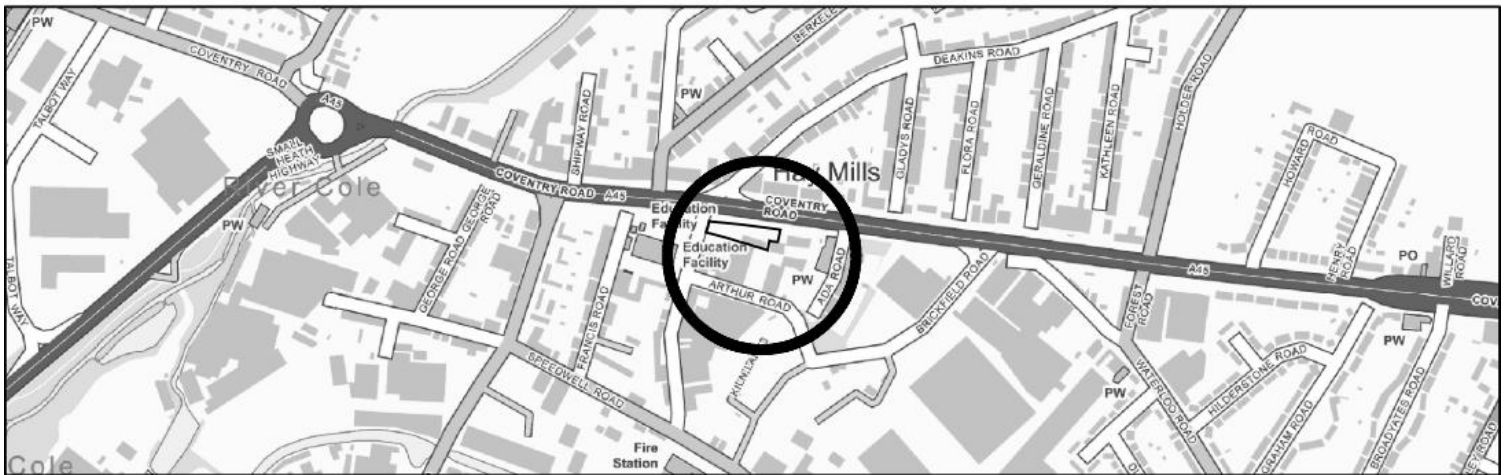 PW
COVENTRY ROAD
TALBOT WAY
A45
SMALL
HEATH
HIGHWAY
River Cole
PW
TALBOT WAY
Cole
COVENTRY ROAD
A45
SHIPWAY ROAD
GEORGE ROAD
GEORGE
ROAD
FRANCIS ROAD
SPEEDWELL ROAD
Fire
Station
PW
Education
Facility
Education
Facility
Hay Mills
COVENTRY
ROAD
PW
ARTHUR ROAD
ADA ROAD
BRICKFIELD ROAD
DEAKINS ROAD
GLADYS ROAD
FLORA ROAD
GERALDINE ROAD
KATHLEEN ROAD
HOLDER ROAD
HOWARD
ROAD
HENRY
ROAD
A45
PO
WILLARD
ROAD
PW
FOREST
ROAD
WATERLOO ROAD
PW
HILDERSTONE ROAD
GRAHAM ROAD
BROADYATES ROAD